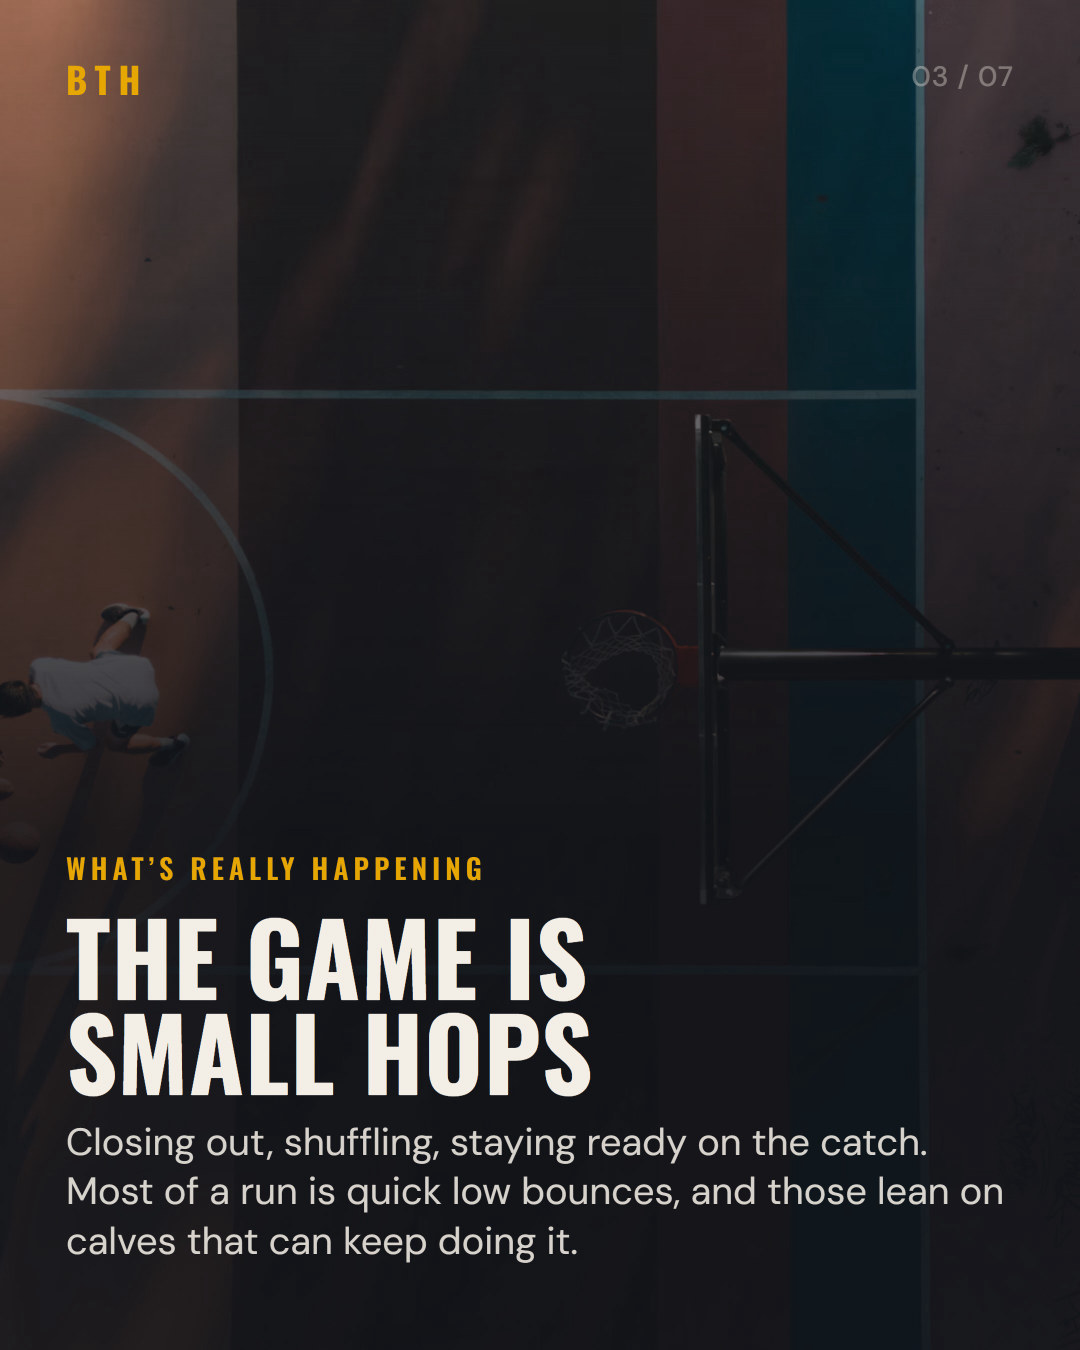 BTH
03 / 07
WHAT’S REALLY HAPPENING
THE GAME IS
SMALL HOPS
Closing out, shuffling, staying ready on the catch.
Most of a run is quick low bounces, and those lean on
calves that can keep doing it.